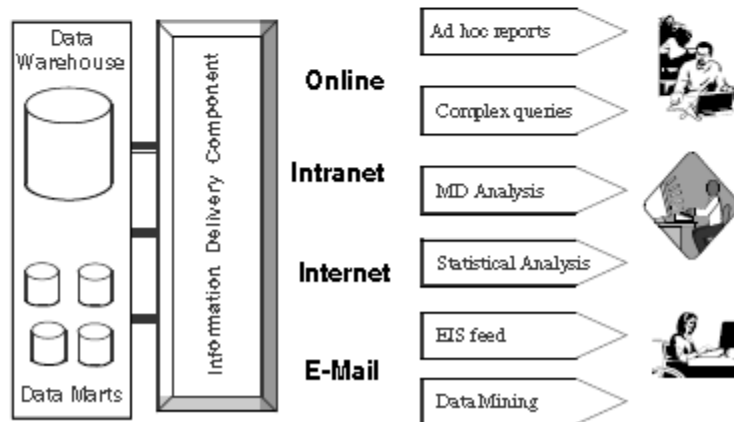 Data
Warehouse
Data Marts
Information Delivery Component
Online
Intranet
Internet
E-Mail
Ad hoc reports
Complex queries
MD Analysis
Statistical Analysis
EIS feed
Data Mining